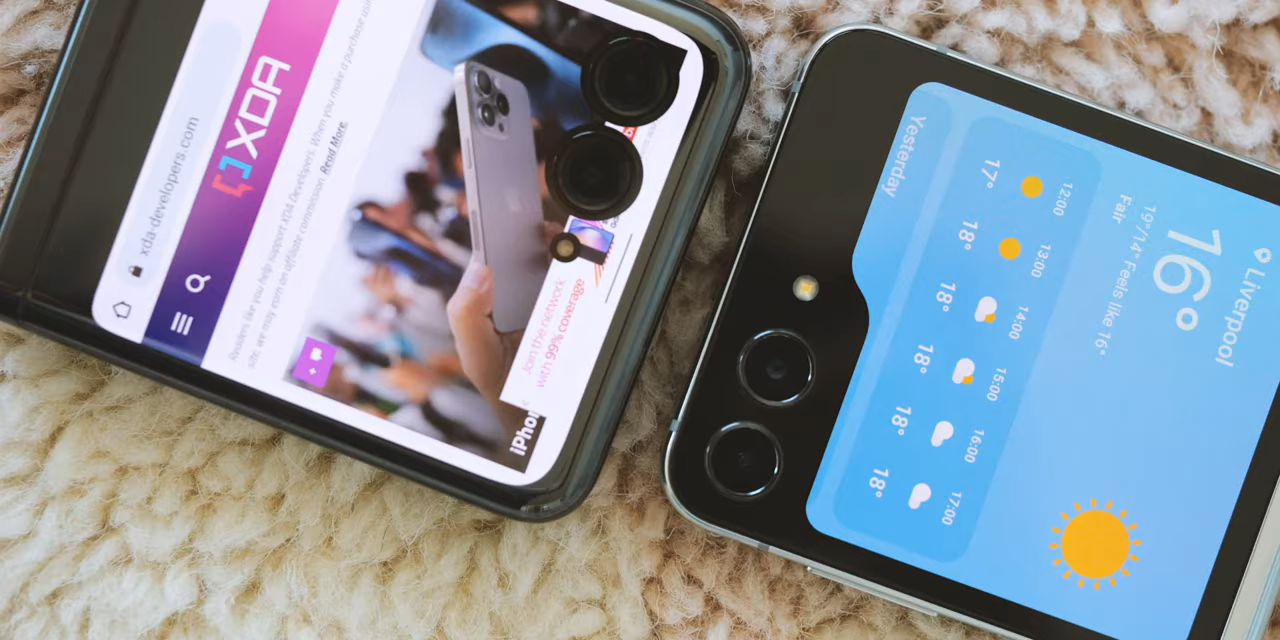 xda-developers.com
XDA
Readers like you help support XDA Developers. When you make a purchase
site, we may earn an affiliate commission. Read More.
Join the network
with 99% coverage
iPhon
Liverpool
16°
19°/14° Feels like 16°
Fair
12:00 13:00 14:00 15:00 16:00 17:00
17° 18° 18° 18° 18° 18°
Yesterday